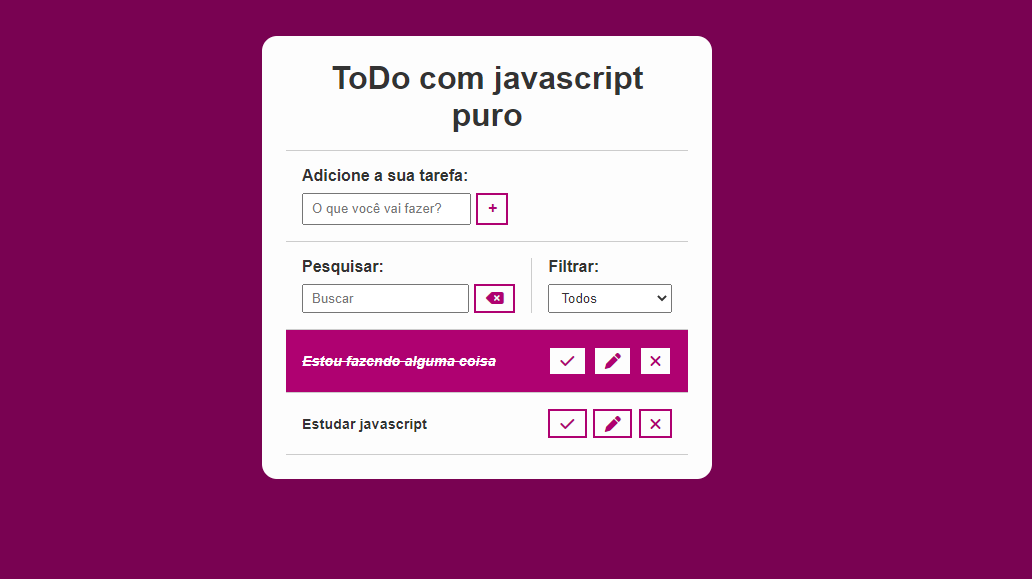 ToDo com javascript
puro
Adicione a sua tarefa:
O que você vai fazer? +
Pesquisar: Filtrar:
Buscar Todos
Estou fazendo alguma coisa
Estudar javascript